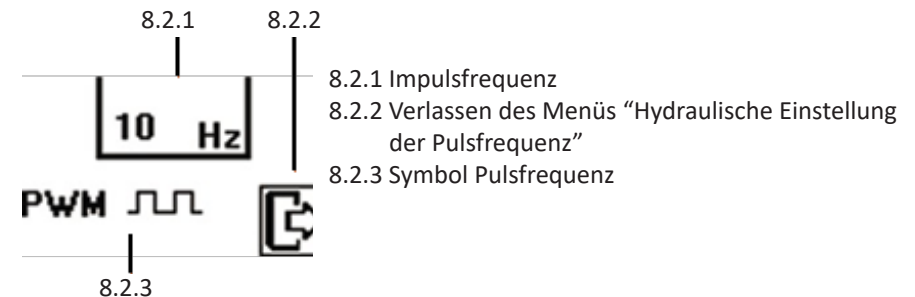 8.2.1 8.2.2
10 Hz
PWM
8.2.3
8.2.1 Impulsfrequenz
8.2.2 Verlassen des Menüs “Hydraulische Einstellung
der Pulsfrequenz”
8.2.3 Symbol Pulsfrequenz